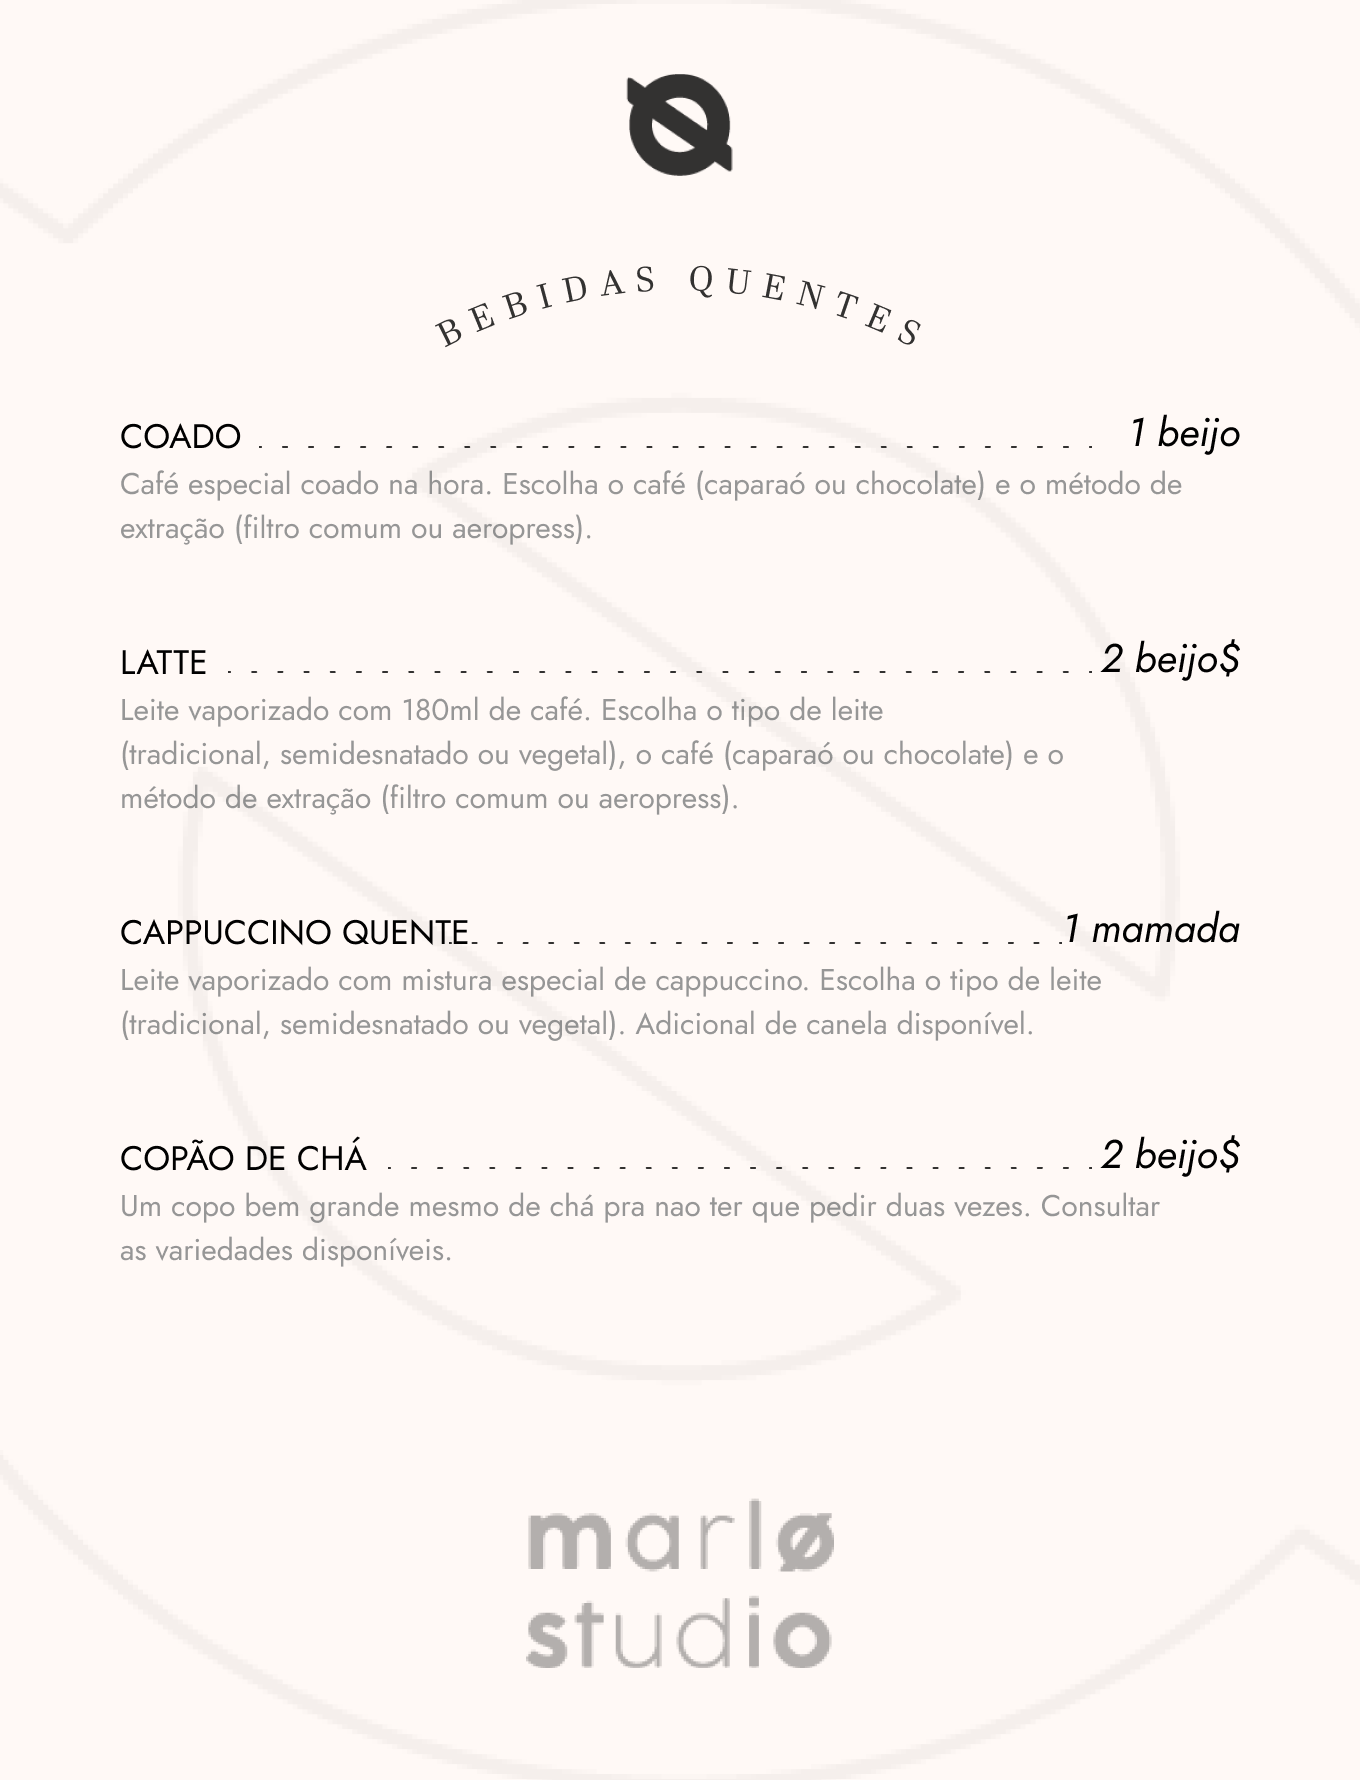 BEBIDAS QUENTES
COADO 1 beijo
Café especial coado na hora. Escolha o café (caparaó ou chocolate) e o método de
extração (filtro comum ou aeropress).
LATTE 2 beijo$
Leite vaporizado com 180ml de café. Escolha o tipo de leite
(tradicional, semidesnatado ou vegetal), o café (caparaó ou chocolate) e o
método de extração (filtro comum ou aeropress).
CAPPUCCINO QUENTE 1 mamada
Leite vaporizado com mistura especial de cappuccino. Escolha o tipo de leite
(tradicional, semidesnatado ou vegetal). Adicional de canela disponível.
COPÃO DE CHÁ 2 beijo$
Um copo bem grande mesmo de chá pra nao ter que pedir duas vezes. Consultar
as variedades disponíveis.
marlø
studio